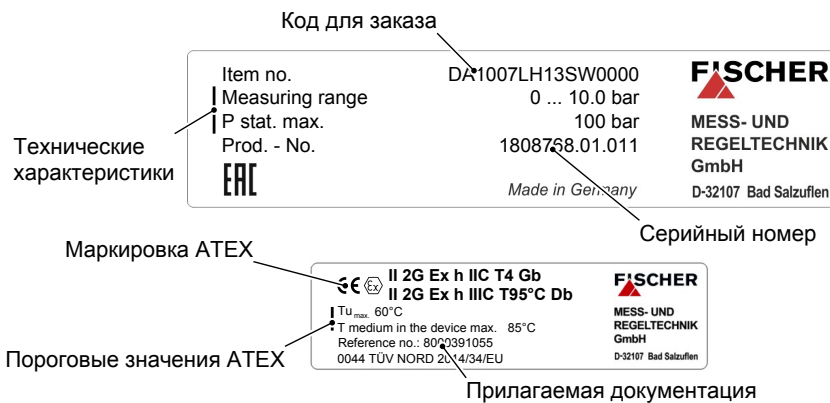 Код для заказа
Item no. DA1007LH13SW0000
Measuring range 0 ... 10.0 bar
P stat. max. 100 bar
Prod. - No. 1808768.01.011
EAC
Made in Germany
FISCHER
MESS- UND
REGELTECHNIK
GmbH
D-32107 Bad Salzuflen
Технические
характеристики
Серийный номер
Маркировка ATEX
CE Ex II 2G Ex h IIC T4 Gb
II 2G Ex h IIIC T95°C Db
Tu max. 60°C
T medium in the device max. 85°C
Reference no.: 8000391055
0044 TÜV NORD 2014/34/EU
FISCHER
MESS- UND
REGELTECHNIK
GmbH
D-32107 Bad Salzuflen
Пороговые значения ATEX
Прилагаемая документация